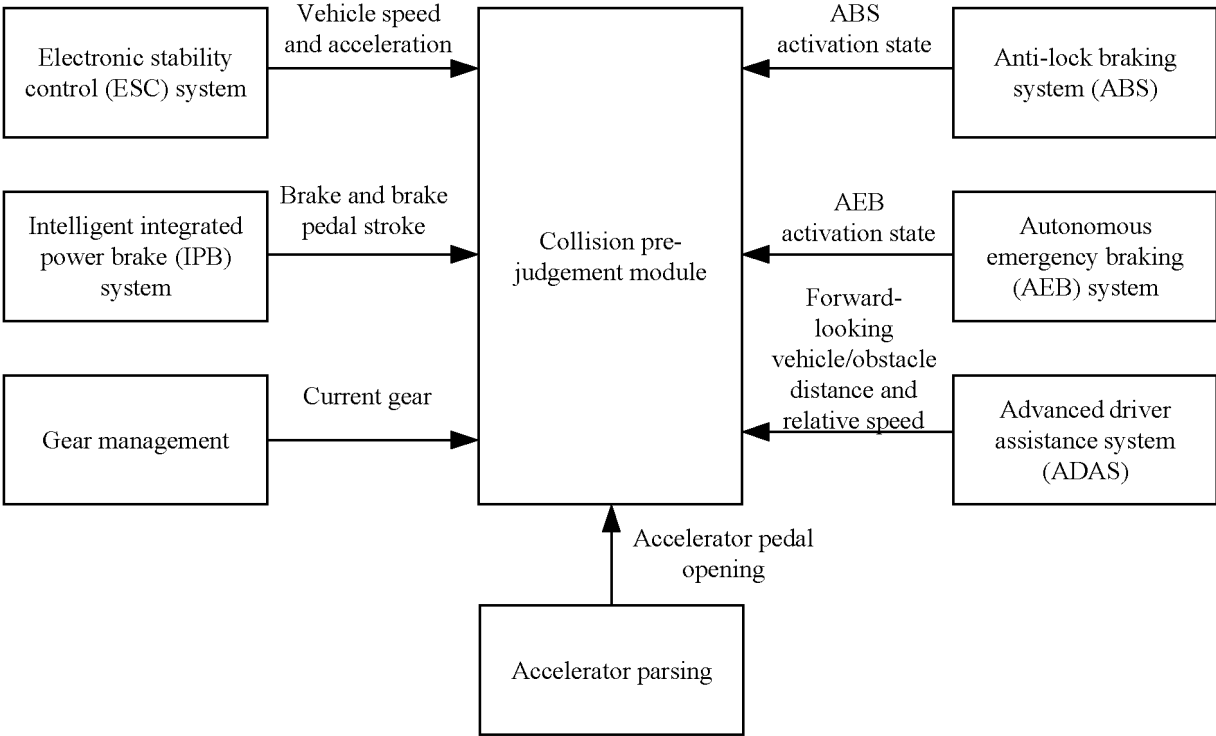 Vehicle speed
and acceleration
ABS
activation state
Electronic stability
control (ESC) system
Anti-lock braking
system (ABS)
Brake and brake
pedal stroke
AEB
activation state
Intelligent integrated
power brake (IPB)
system
Collision pre-
judgement module
Autonomous
emergency braking
(AEB) system
Forward-
looking
vehicle/obstacle
distance and
relative speed
Current gear
Gear management
Advanced driver
assistance system
(ADAS)
Accelerator pedal
opening
Accelerator parsing